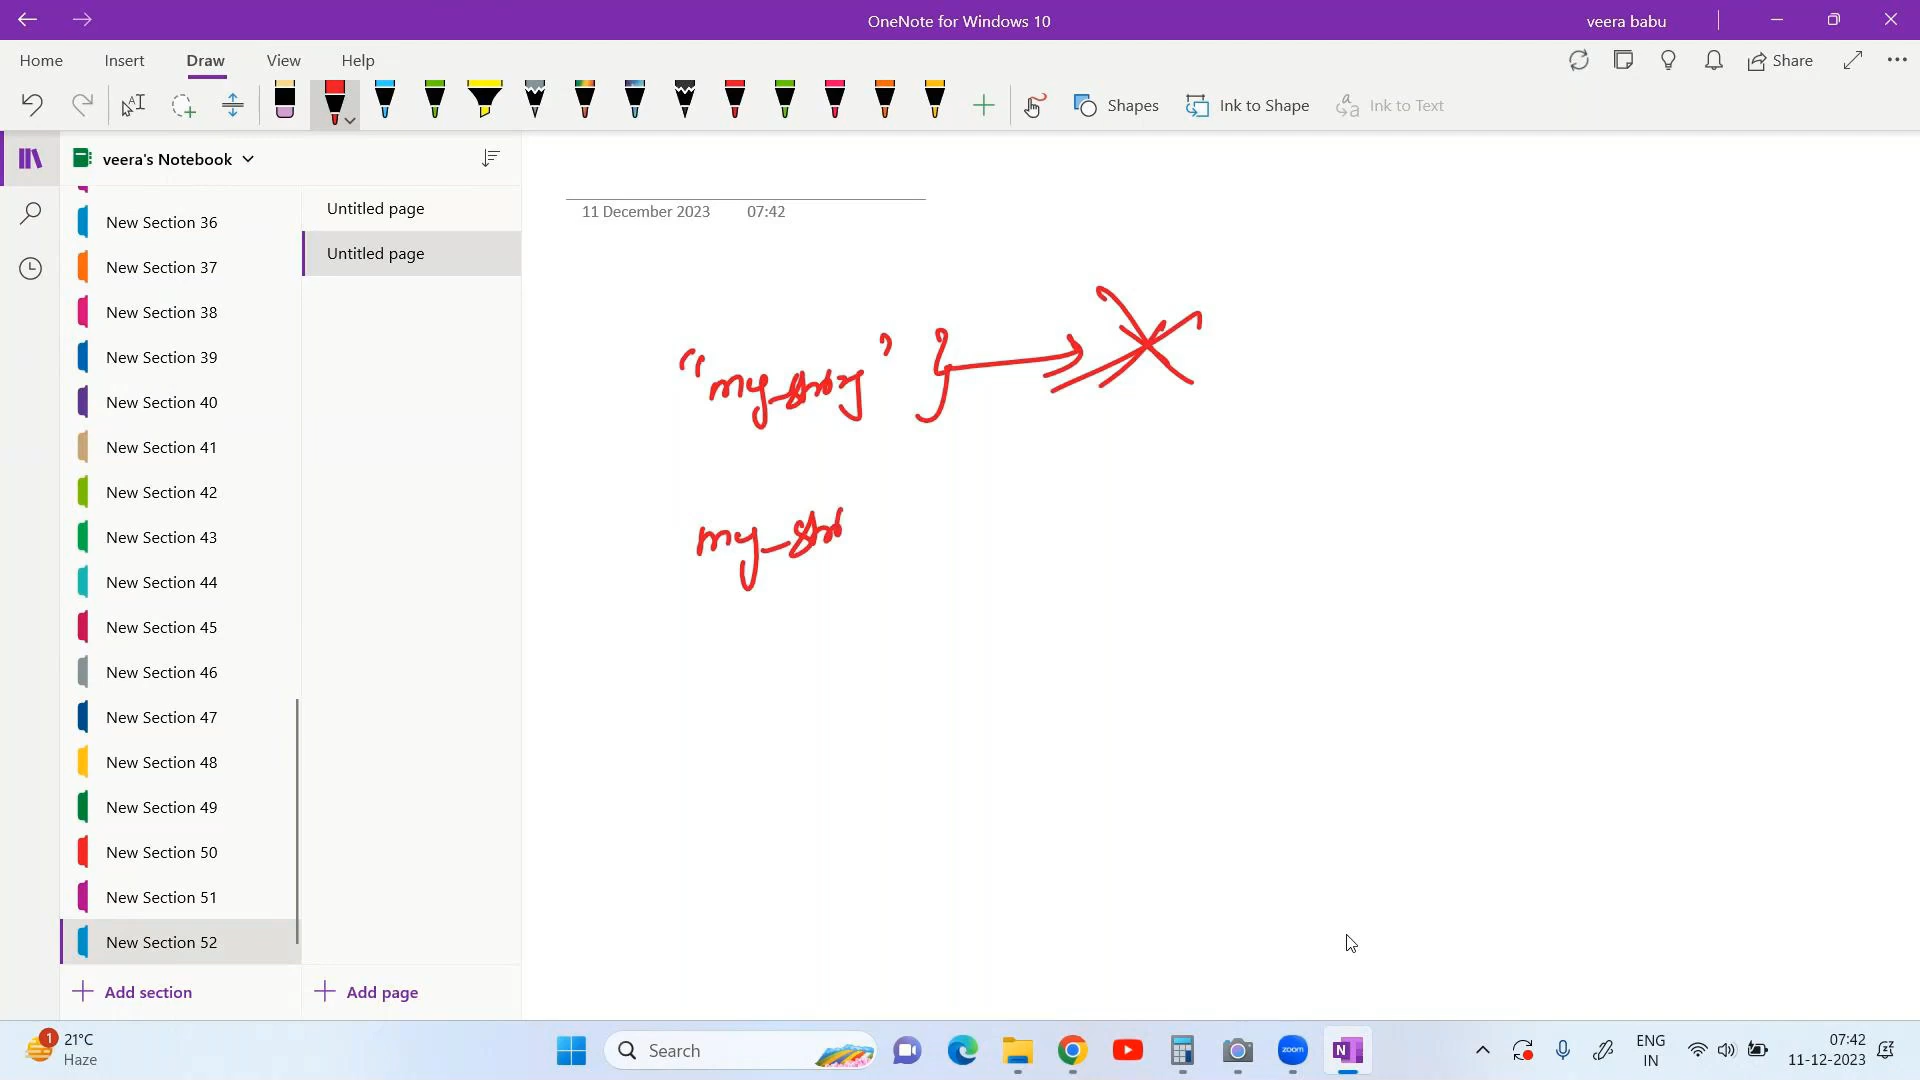 OneNote for Windows 10
veera babu
Home Insert Draw View Help
Share
Shapes
Ink to Shape
Ink to Text
veera's Notebook
New Section 36
New Section 37
New Section 38
New Section 39
New Section 40
New Section 41
New Section 42
New Section 43
New Section 44
New Section 45
New Section 46
New Section 47
New Section 48
New Section 49
New Section 50
New Section 51
New Section 52
Add section
Untitled page
Untitled page
Add page
11 December 2023 07:42
"my_
my_
1
21°C
Haze
Search
zoom
ENG
IN
07:42
11-12-2023